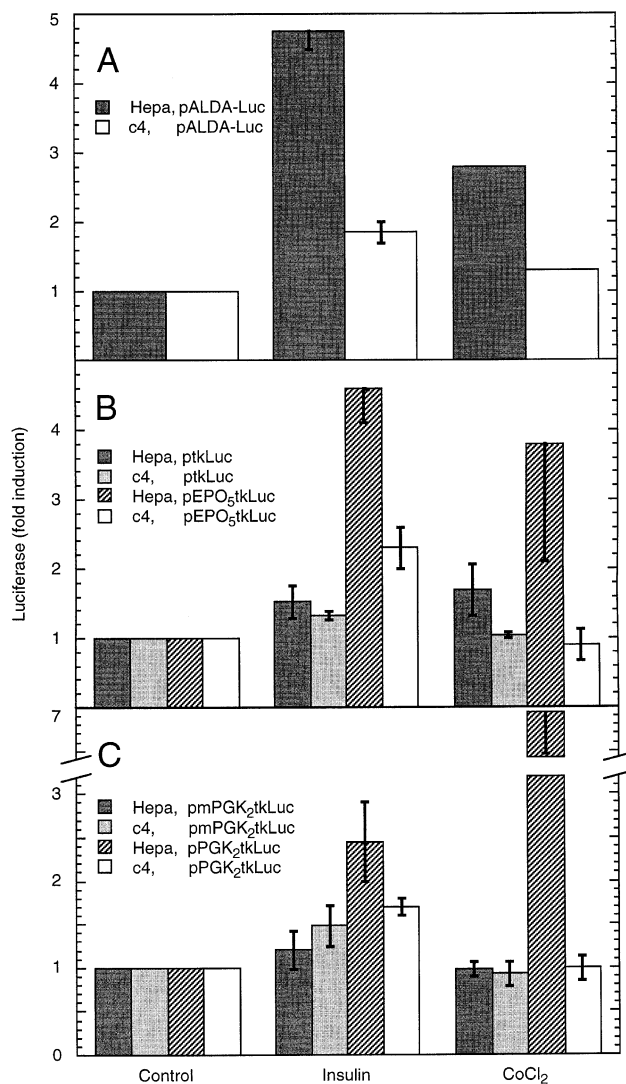 5
A
4
Hepa, pALDA-Luc
c4, pALDA-Luc
3
2
1
B
4
Hepa, ptkLuc
c4, ptkLuc
Hepa, pEPO5tkLuc
c4, pEPO5tkLuc
3
2
1
Luciferase (fold induction)
7
C
3
Hepa, pmPGK2tkLuc
c4, pmPGK2tkLuc
Hepa, pPGK2tkLuc
c4, pPGK2tkLuc
2
1
0
Control Insulin CoCl2